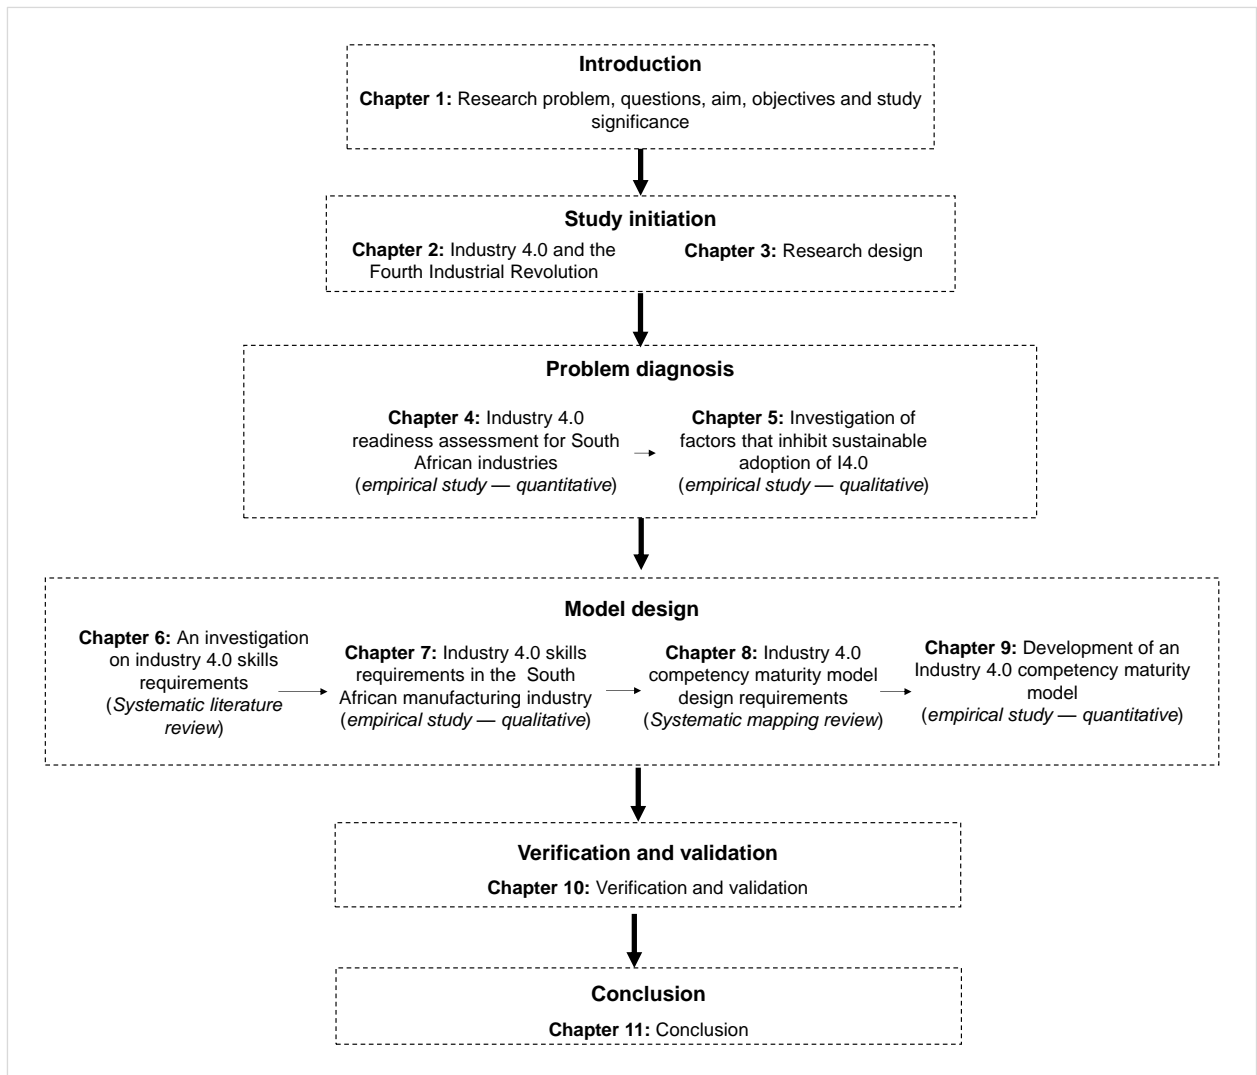 Introduction
Chapter 1: Research problem, questions, aim, objectives and study
significance
Study initiation
Chapter 2: Industry 4.0 and the
Fourth Industrial Revolution
Chapter 3: Research design
Problem diagnosis
Chapter 4: Industry 4.0
readiness assessment for South
African industries
(empirical study — quantitative)
Chapter 5: Investigation of
factors that inhibit sustainable
adoption of I4.0
(empirical study — qualitative)
Model design
Chapter 6: An investigation
on industry 4.0 skills
requirements
(Systematic literature
review)
Chapter 7: Industry 4.0 skills
requirements in the South
African manufacturing industry
(empirical study — qualitative)
Chapter 8: Industry 4.0
competency maturity model
design requirements
(Systematic mapping review)
Chapter 9: Development of an
Industry 4.0 competency maturity
model
(empirical study — quantitative)
Verification and validation
Chapter 10: Verification and validation
Conclusion
Chapter 11: Conclusion